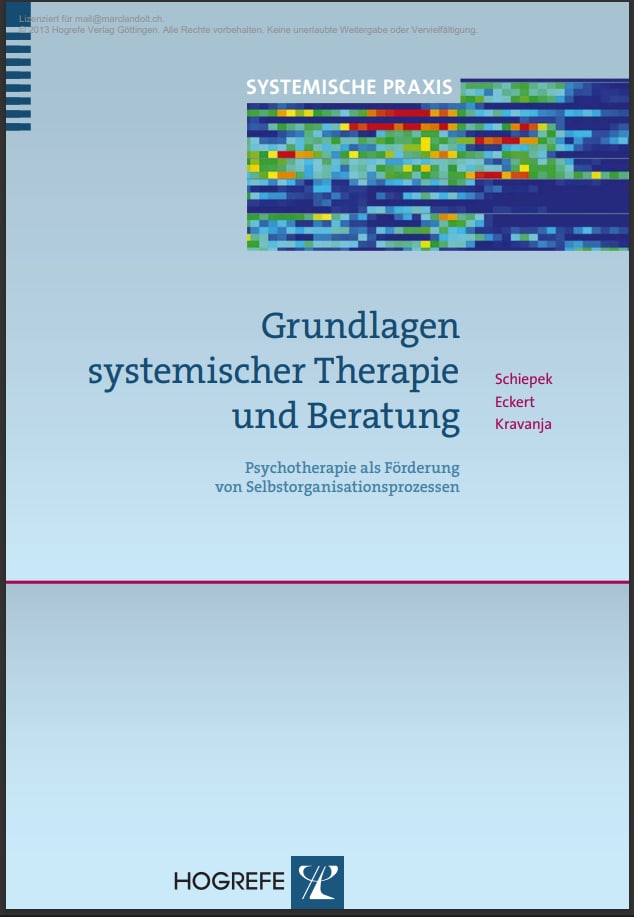 Lizenziert für mail@marclandolt.ch.
© 2013 Hogrefe Verlag Göttingen. Alle Rechte vorbehalten. Keine unerlaubte Weitergabe oder Vervielfältigung.
SYSTEMISCHE PRAXIS
Grundlagen
systemischer Therapie
und Beratung
Schiepek
Eckert
Kravanja
Psychotherapie als Förderung
von Selbstorganisationsprozessen
HOGREFE